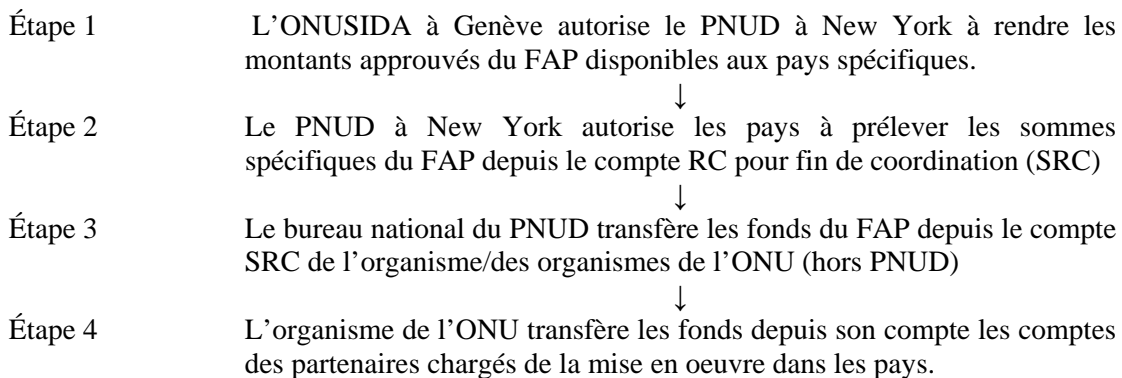 Étape 1 L’ONUSIDA à Genève autorise le PNUD à New York à rendre les
montants approuvés du FAP disponibles aux pays spécifiques.
↓
Étape 2 Le PNUD à New York autorise les pays à prélever les sommes
spécifiques du FAP depuis le compte RC pour fin de coordination (SRC)
↓
Étape 3 Le bureau national du PNUD transfère les fonds du FAP depuis le compte
SRC de l’organisme/des organismes de l’ONU (hors PNUD)
↓
Étape 4 L’organisme de l’ONU transfère les fonds depuis son compte les comptes
des partenaires chargés de la mise en oeuvre dans les pays.